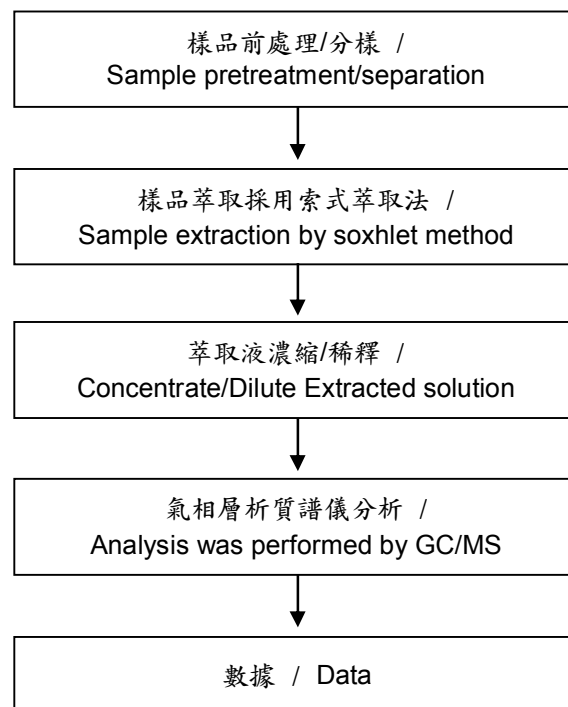 樣品前處理/分樣 /
Sample pretreatment/separation
樣品萃取採用索式萃取法 /
Sample extraction by soxhlet method
萃取液濃縮/稀釋 /
Concentrate/Dilute Extracted solution
氣相層析質譜儀分析 /
Analysis was performed by GC/MS
數據 / Data